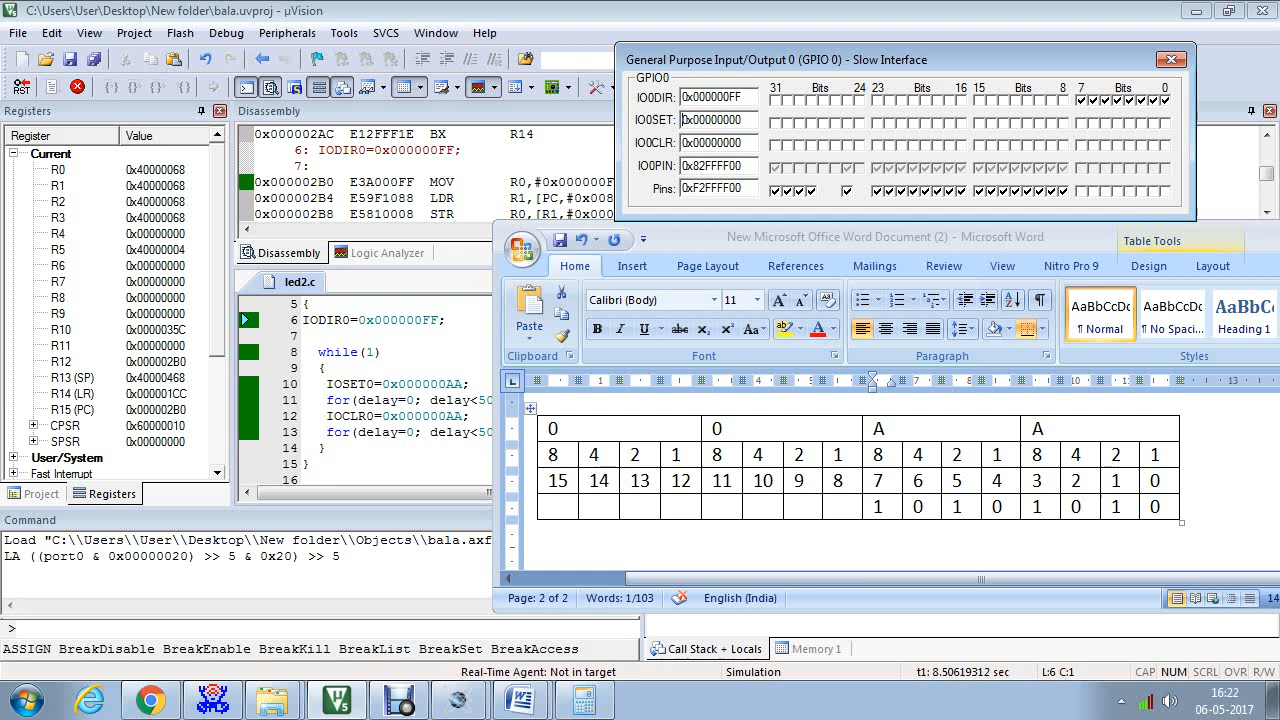 C:\Users\User\Desktop\New folder\bala.uvproj - µVision
File Edit View Project Flash Debug Peripherals Tools SVCS Window Help
RST
Registers
Register Value
Current
R0 0x40000068
R1 0x40000068
R2 0x40000068
R3 0x40000068
R4 0x00000000
R5 0x40000004
R6 0x00000000
R7 0x00000000
R8 0x00000000
R9 0x00000000
R10 0x0000035C
R11 0x00000000
R12 0x000002B0
R13 (SP) 0x40000468
R14 (LR) 0x000001CC
R15 (PC) 0x000002B0
CPSR 0x60000010
SPSR 0x00000000
User/System
Fast Interrupt
Project Registers
Disassembly
0x000002AC E12FFF1E BX R14
6: IODIR0=0x000000FF;
7:
0x000002B0 E3A000FF MOV R0,#0x000000F
0x000002B4 E59F1088 LDR R1,[PC,#0x008
0x000002B8 E5810008 STR R0,[R1,#0x000
Disassembly Logic Analyzer
led2.c
5 {
6 IODIR0=0x000000FF;
7
8 while(1)
9 {
10 IOSET0=0x000000AA;
11 for(delay=0; delay<50
12 IOCLR0=0x000000AA;
13 for(delay=0; delay<50
14 }
15 }
16
General Purpose Input/Output 0 (GPIO 0) - Slow Interface
GPIO0
31 Bits 24 23 Bits 16 15 Bits 8 7 Bits 0
IO0DIR: 0x000000FF
IO0SET: 0x00000000
IO0CLR: 0x00000000
IO0PIN: 0x82FFFF00
Pins: 0xF2FFFF00
New Microsoft Office Word Document (2) - Microsoft Word
Table Tools
Home Insert Page Layout References Mailings Review View Nitro Pro 9 Design Layout
Paste
Calibri (Body) 11
B I U abc X₂ X² Aa
AaBbCcDc AaBbCcDc AaBbCc
¶ Normal ¶ No Spaci... Heading 1
Clipboard Font Paragraph Styles
0 0 A A
8 4 2 1 8 4 2 1 8 4 2 1 8 4 2 1
15 14 13 12 11 10 9 8 7 6 5 4 3 2 1 0
1 0 1 0 1 0 1 0
Page: 2 of 2 Words: 1/103 English (India) 14
Command
Load "C:\\Users\\User\\Desktop\\New folder\\Objects\\bala.axf
LA ((port0 & 0x00000020) >> 5 & 0x20) >> 5
>
ASSIGN BreakDisable BreakEnable BreakKill BreakList BreakSet BreakAccess
Call Stack + Locals Memory 1
Real-Time Agent: Not in target Simulation t1: 8.50619312 sec L:6 C:1 CAP NUM SCRL OVR R/W
16:22
06-05-2017